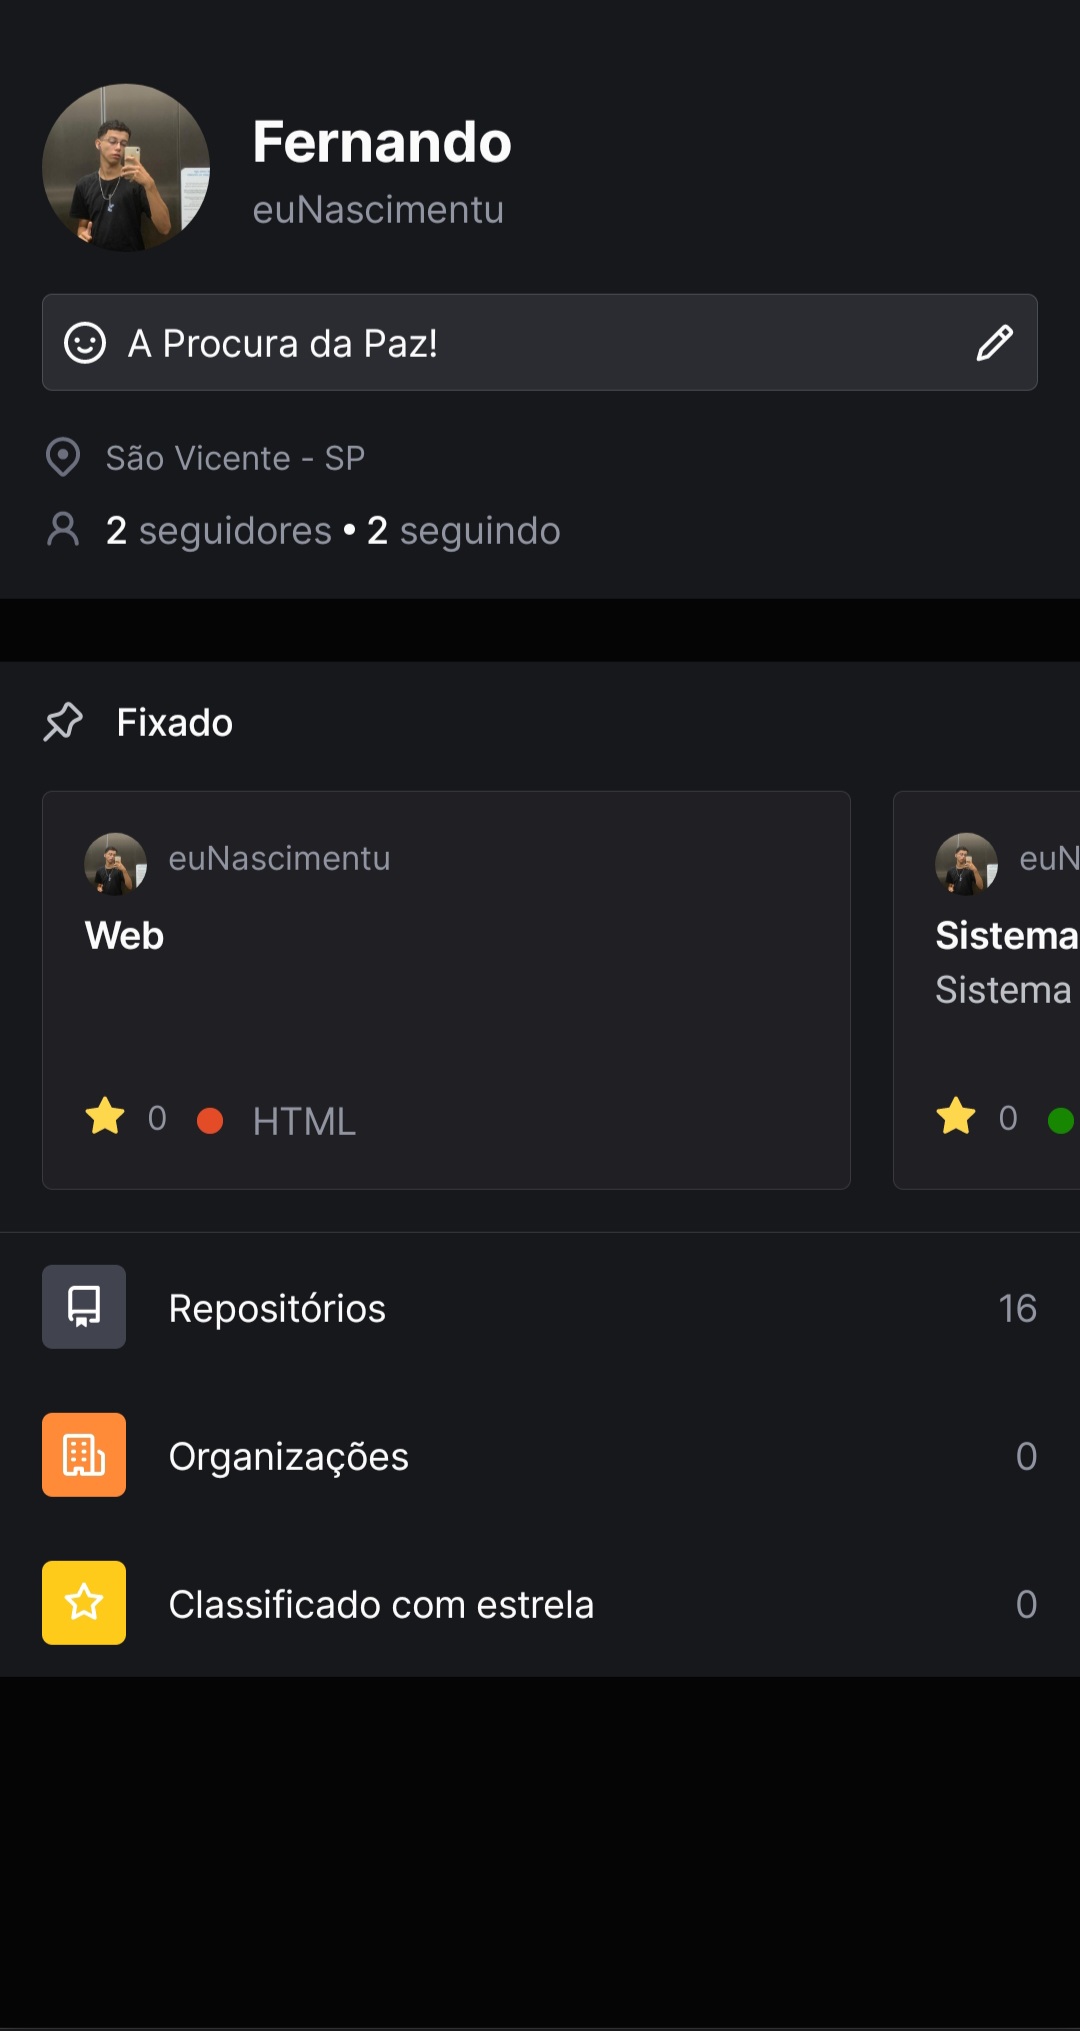 Fernando
euNascimentu
A Procura da Paz!
São Vicente - SP
2 seguidores • 2 seguindo
Fixado
euNascimentu
Web
0 HTML
euN
Sistema
Sistema
0
Repositórios 16
Organizações 0
Classificado com estrela 0